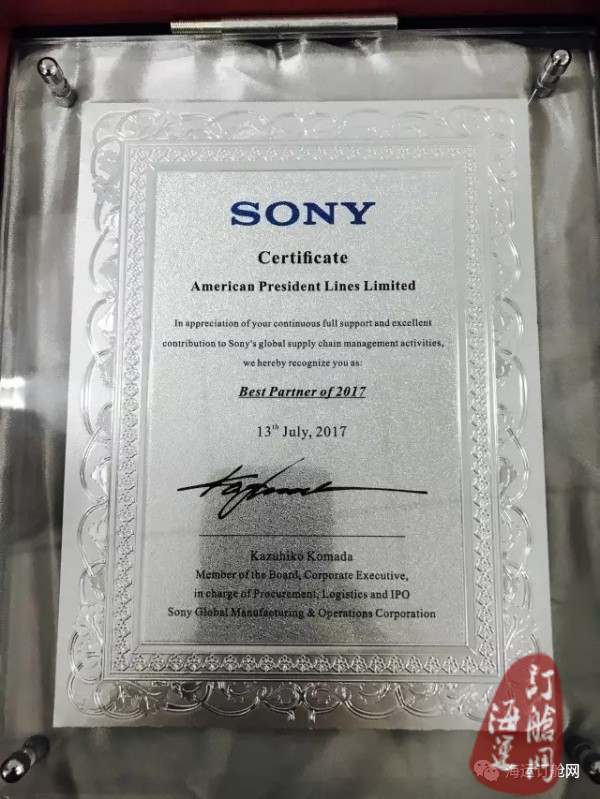 SONY
Certificate
American President Lines Limited
In appreciation of your continuous full support and excellent
contribution to Sony's global supply chain management activities,
we hereby recognize you as:
Best Partner of 2017
13th July, 2017
Kazuhiko Komada
Member of the Board, Corporate Executive,
in charge of Procurement, Logistics and IPO
Sony Global Manufacturing & Operations Corporation
海运
订舱网
海运订舱网